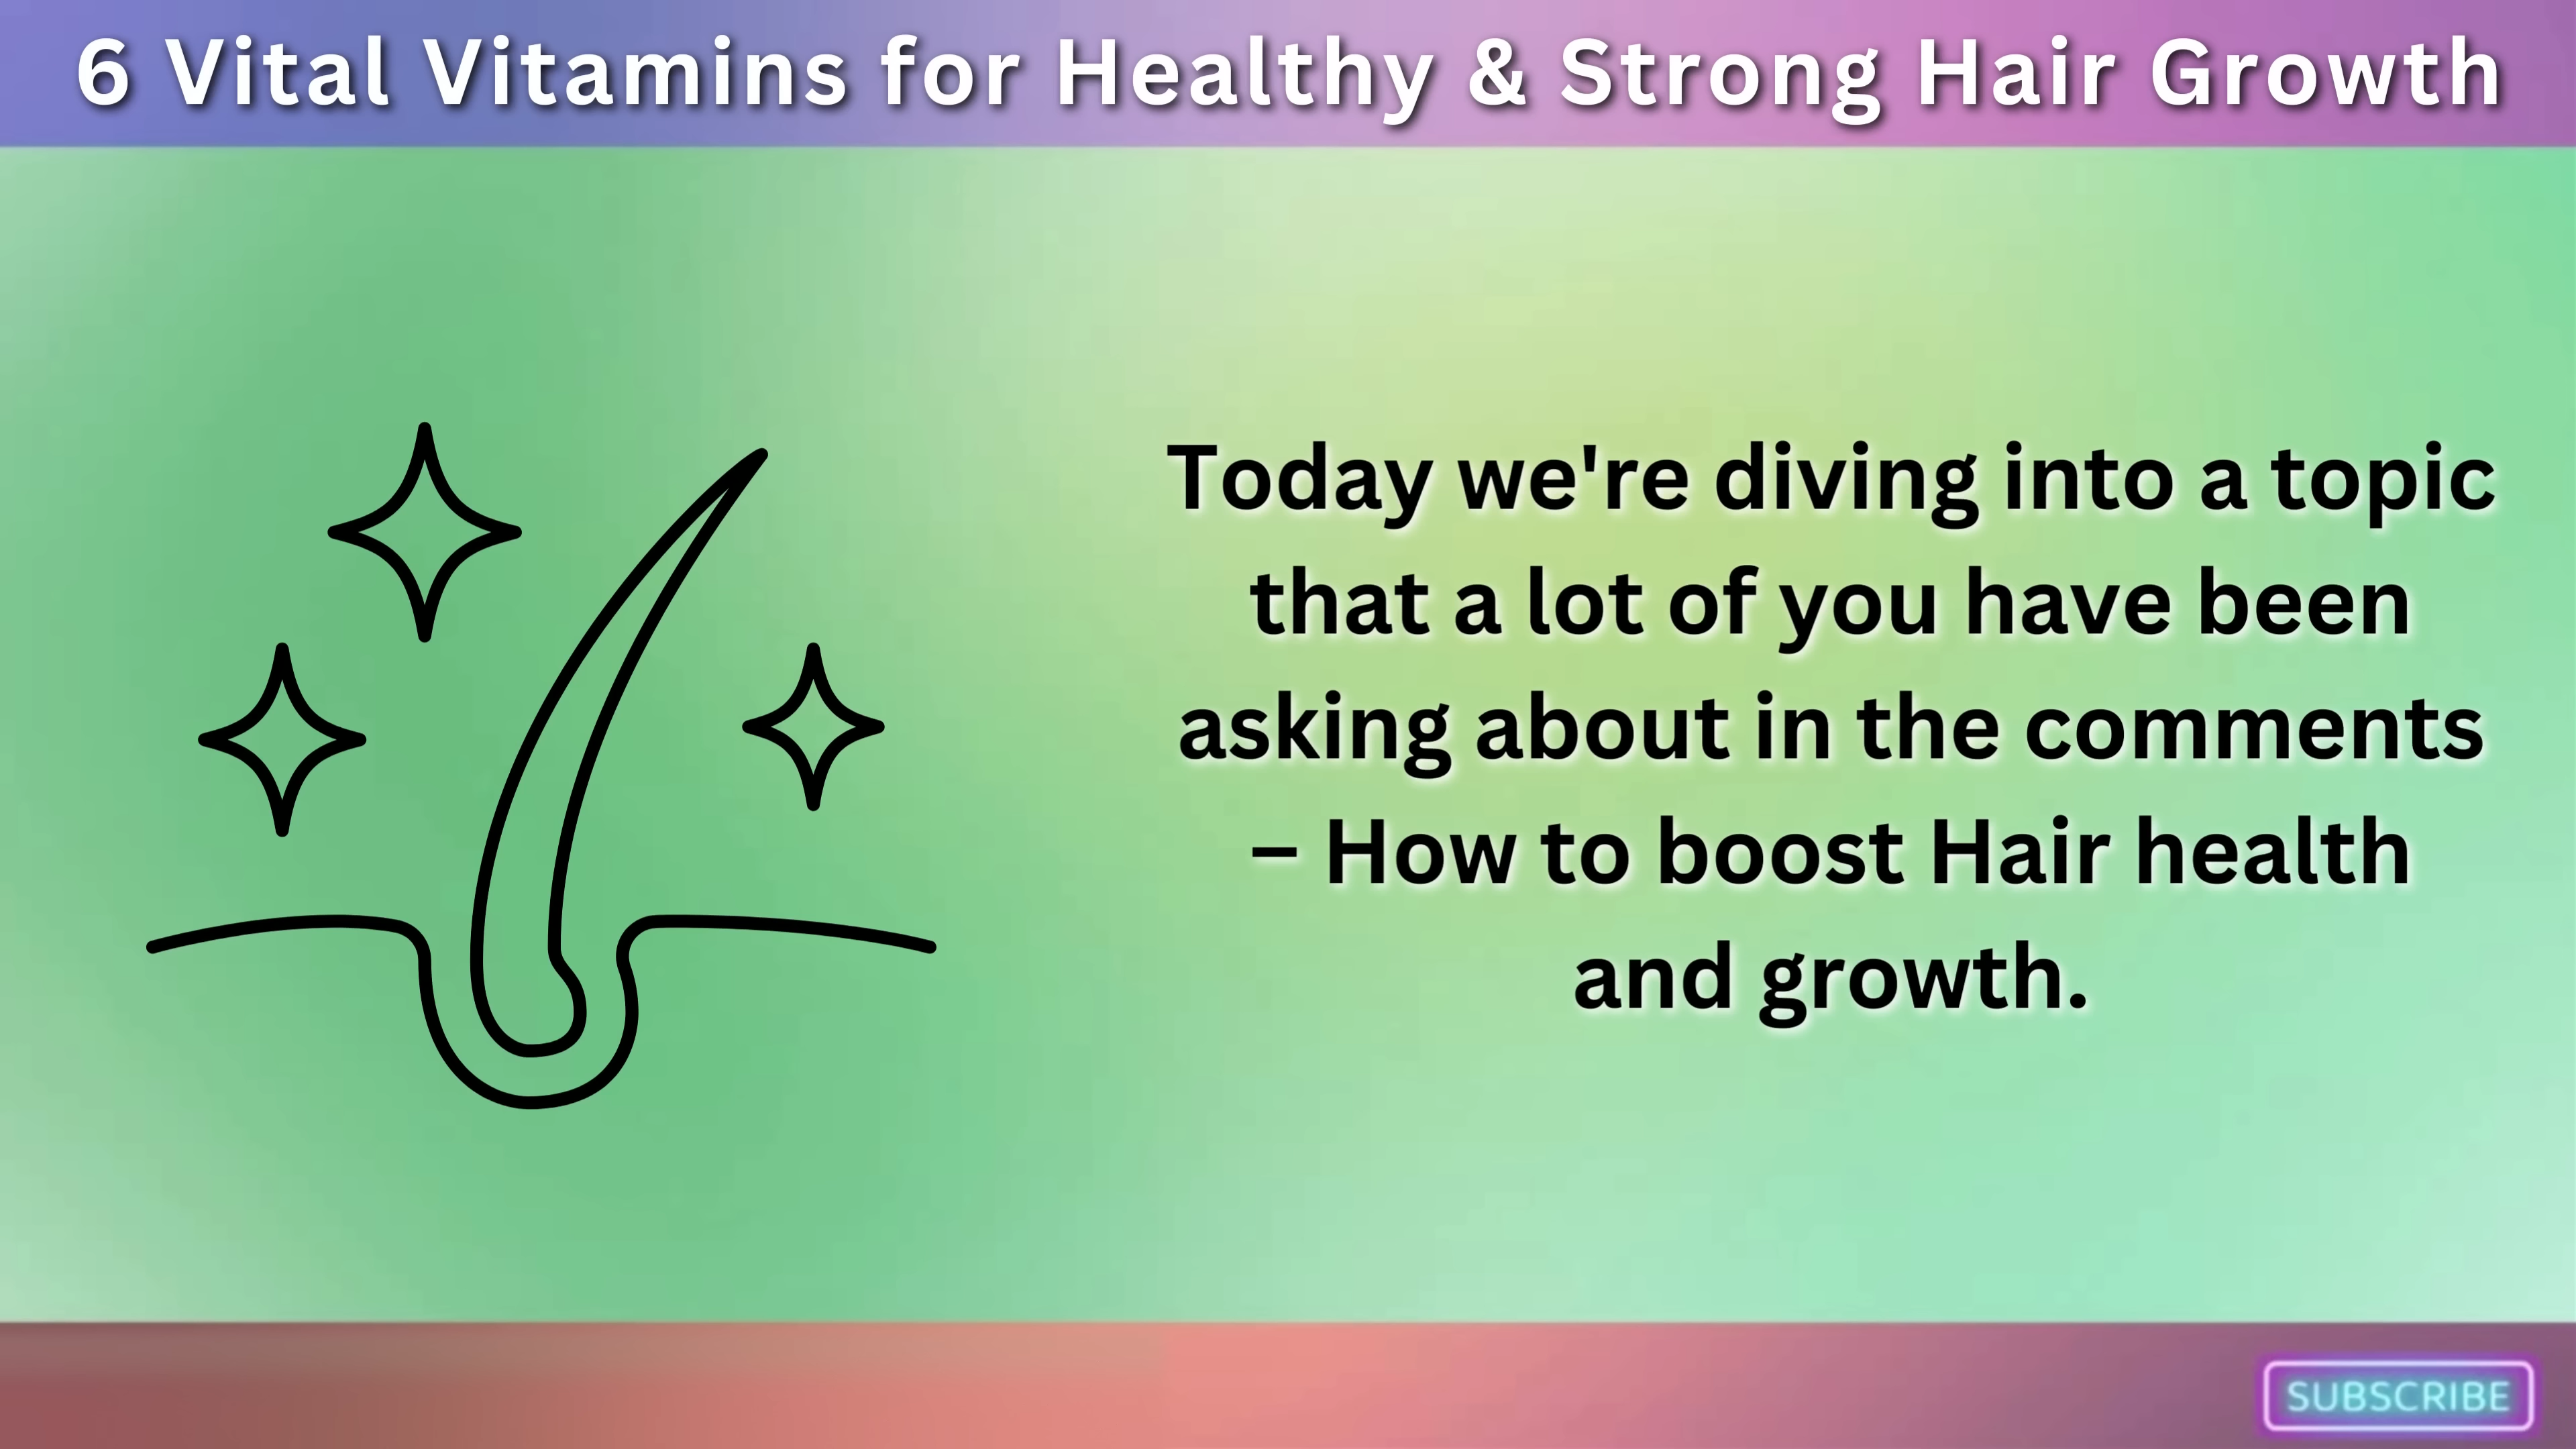 6 Vital Vitamins for Healthy & Strong Hair Growth
Today we're diving into a topic
that a lot of you have been
asking about in the comments
– How to boost Hair health
and growth.
SUBSCRIBE